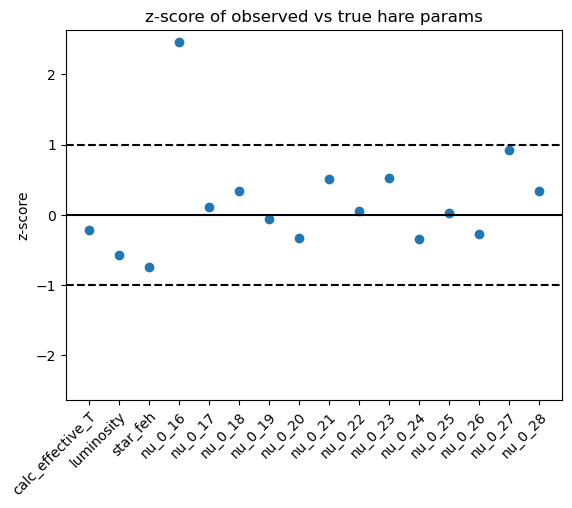 z-score of observed vs true hare params
2
1
0
−1
−2
z-score
calc_effective_T
luminosity
star_feh
nu_0_16
nu_0_17
nu_0_18
nu_0_19
nu_0_20
nu_0_21
nu_0_22
nu_0_23
nu_0_24
nu_0_25
nu_0_26
nu_0_27
nu_0_28